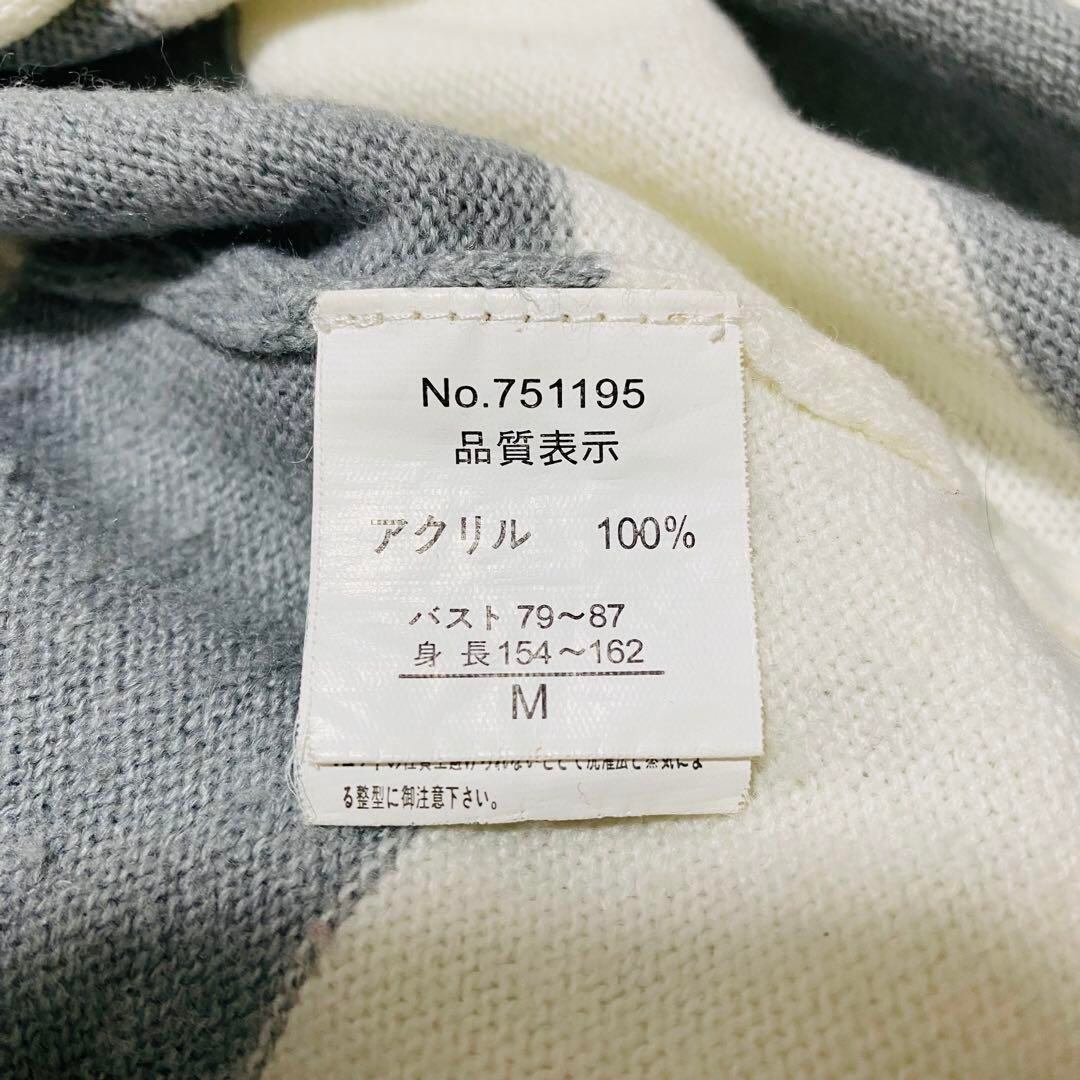 No.751195
品質表示
アクリル 100%
バスト 79～87
身 長 154～162
M
る整型に御注意下さい。